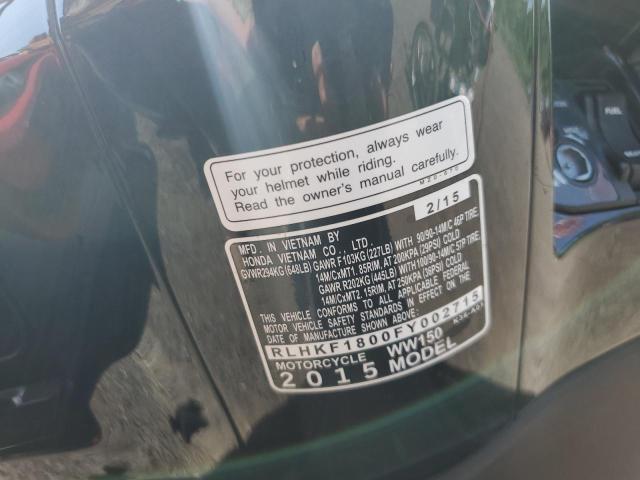 For your protection, always wear
your helmet while riding.
Read the owner's manual carefully.
2/15
MFD. IN VIETNAM BY
HONDA VIETNAM CO., LTD.
GVWR294KG (648LB) GAWR F103KG (227LB) WITH 90/90-14M/C 46P TIRE,
14M/CxMT1.85RIM, AT 200KPA (29PSI) COLD
GAWR R202KG (445LB) WITH 100/90-14M/C 57P TIRE,
14M/CxMT2.15RIM, AT 250KPA (36PSI) COLD
THIS VEHICLE CONFORMS TO ALL APPLICABLE FEDERAL
MOTOR VEHICLE SAFETY STANDARDS IN EFFECT ON THE
DATE OF MANUFACTURE SHOWN ABOVE.
RLHKF1800FY002715
MOTORCYCLE WW150
2015 MODEL
FUEL